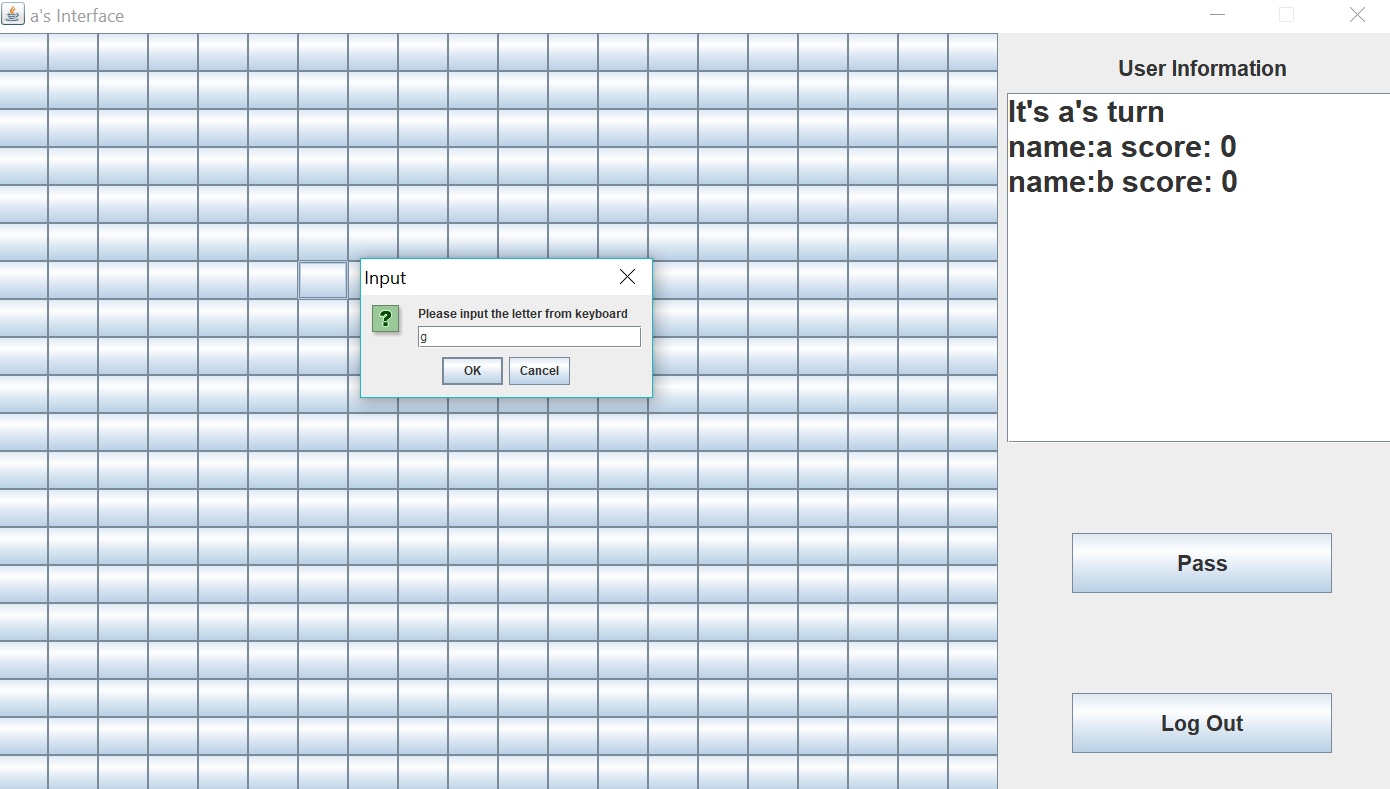 a's Interface
User Information
It's a's turn
name:a score: 0
name:b score: 0
Input
?
Please input the letter from keyboard
g
OK
Cancel
Pass
Log Out